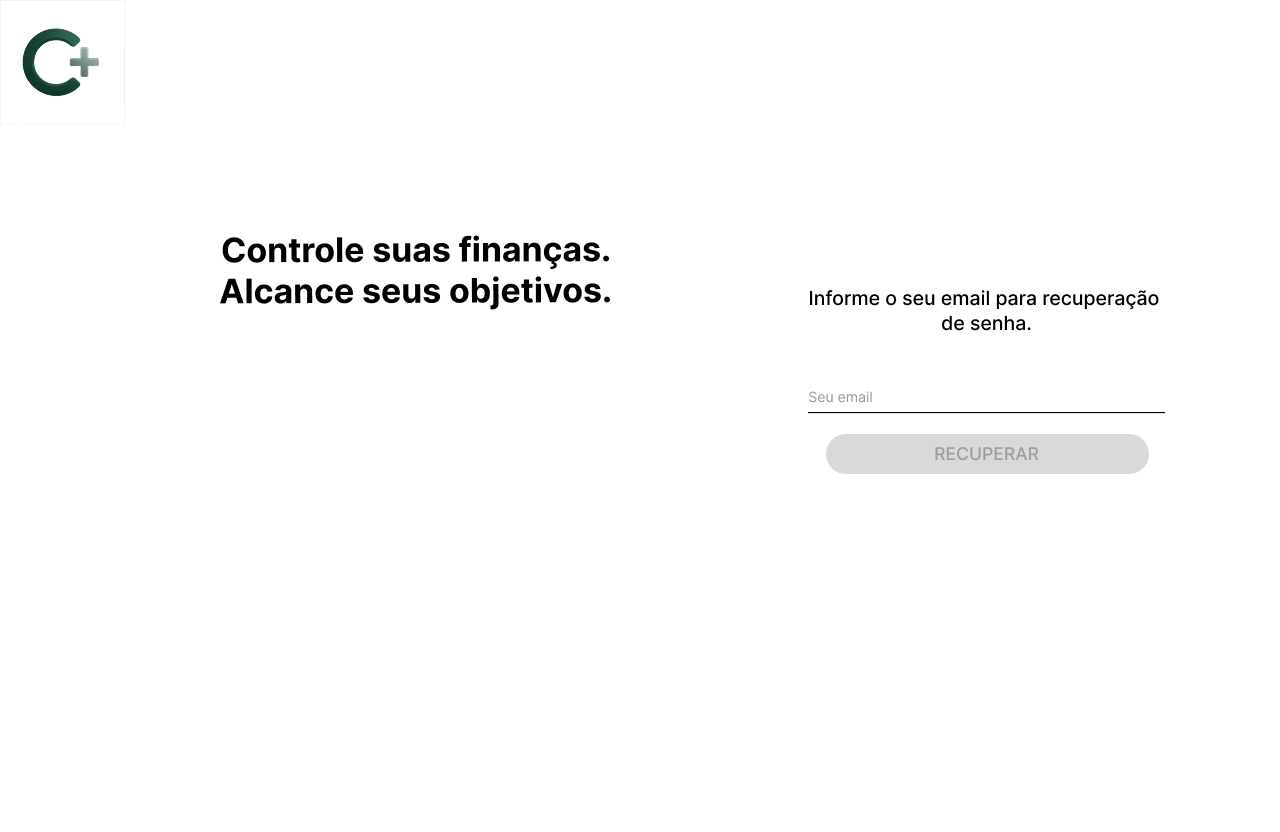 C+
Controle suas finanças.
Alcance seus objetivos.
Informe o seu email para recuperação
de senha.
Seu email
RECUPERAR